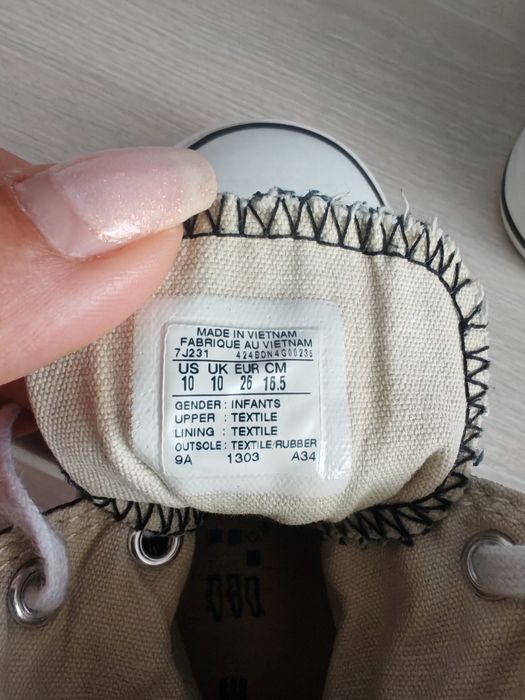 MADE IN VIETNAM
FABRIQUE AU VIETNAM
7J231 424BDN4G00235
US UK EUR CM
10 10 26 16.5
GENDER : INFANTS
UPPER : TEXTILE
LINING : TEXTILE
OUTSOLE : TEXTILE/RUBBER
9A 1303 A34